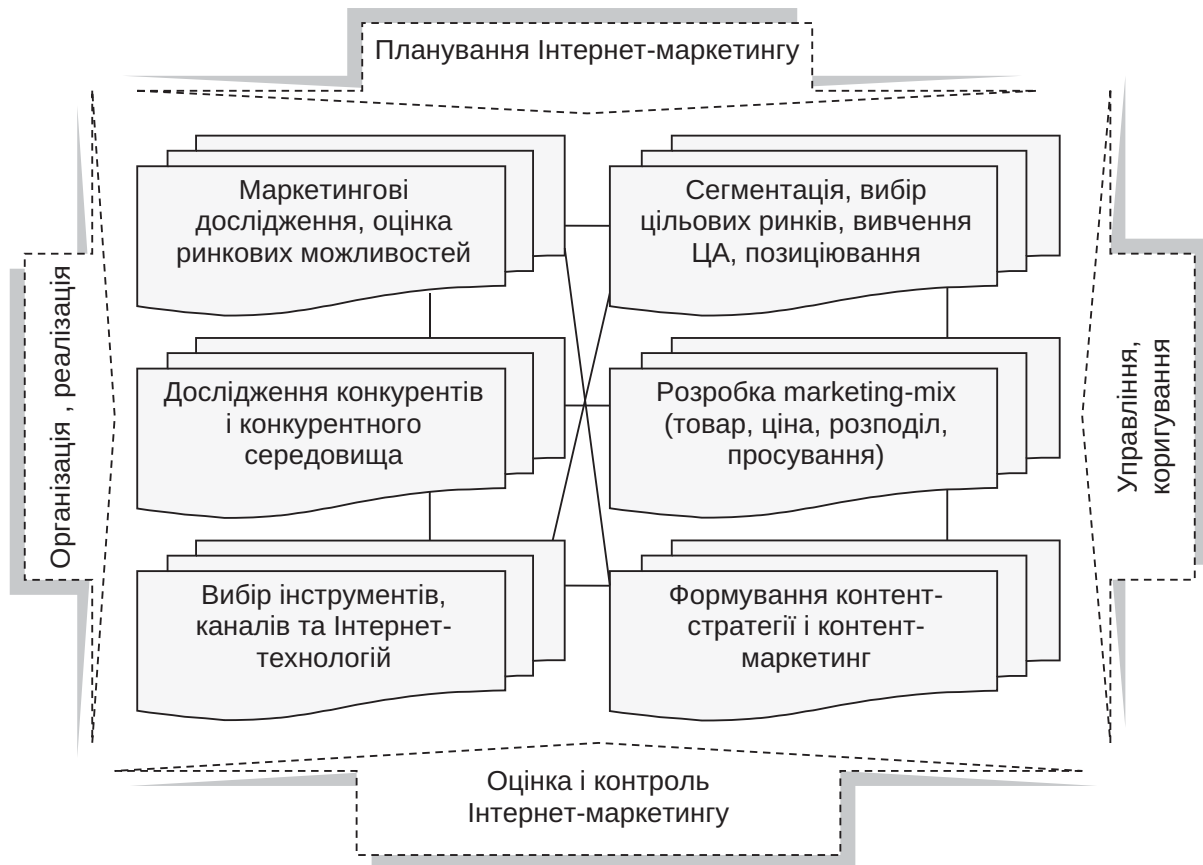 Планування Інтернет-маркетингу
Маркетингові
дослідження, оцінка
ринкових можливостей
Сегментація, вибір
цільових ринків, вивчення
ЦА, позиціювання
Організація , реалізація
Дослідження конкурентів
і конкурентного
середовища
Розробка marketing-mix
(товар, ціна, розподіл,
просування)
Управління,
коригування
Вибір інструментів,
каналів та Інтернет-
технологій
Формування контент-
стратегії і контент-
маркетинг
Оцінка і контроль
Інтернет-маркетингу